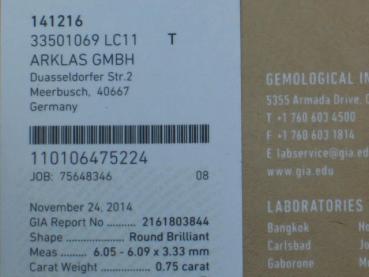 141216
33501069 LC11 T
ARKLAS GMBH
Duasseldorfer Str.2
Meerbusch, 40667
Germany
110106475224
JOB: 75648346 08
November 24, 2014
GIA Report No .......... 2161803844
Shape .................. Round Brilliant
Meas ........ 6.05 - 6.09 x 3.33 mm
Carat Weight .............. 0.75 carat
GEMOLOGICAL IN
5355 Armada Drive, C
T +1 760 603 4500
F +1 760 603 1814
E labservice@gia.ed
www.gia.edu
LABORATORIES
Bangkok Ho
Carlsbad Jo
Gaborone M